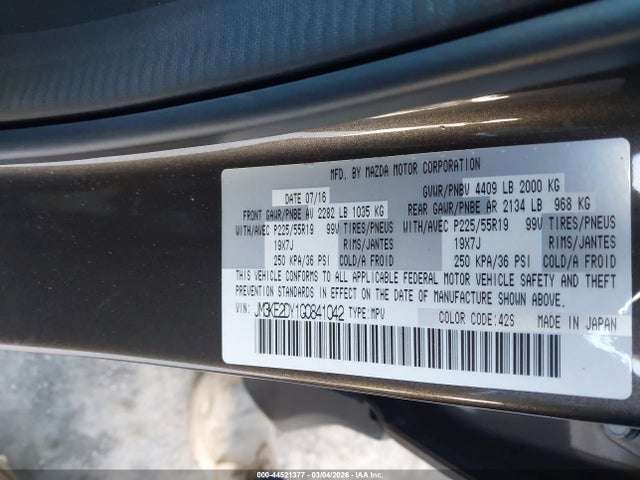 MFD. BY MAZDA MOTOR CORPORATION
DATE 07/16 GVWR/PNBV 4409 LB 2000 KG
FRONT GAWR/PNBE AV 2282 LB 1035 KG REAR GAWR/PNBE AR 2134 LB 968 KG
WITH/AVEC P225/55R19 99V TIRES/PNEUS WITH/AVEC P225/55R19 99V TIRES/PNEUS
19X7J RIMS/JANTES 19X7J RIMS/JANTES
250 KPA/36 PSI COLD/A FROID 250 KPA/36 PSI COLD/A FROID
THIS VEHICLE CONFORMS TO ALL APPLICABLE FEDERAL MOTOR VEHICLE SAFETY AND THEFT
PREVENTION STANDARDS IN EFFECT ON THE DATE OF MANUFACTURE SHOWN ABOVE.
VIN: JM3KE2DY1G0841042 TYPE:MPV COLOR CODE:42S MADE IN JAPAN
000-44521377 - 03/04/2026 - IAAI.COM